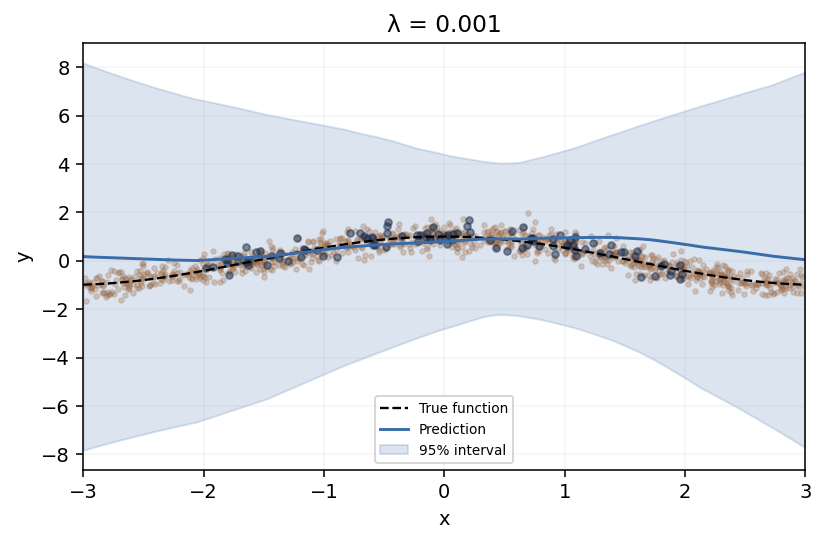 λ = 0.001
8
6
4
2
0
−2
−4
−6
−8
y
True function
Prediction
95% interval
−3 −2 −1 0 1 2 3
x